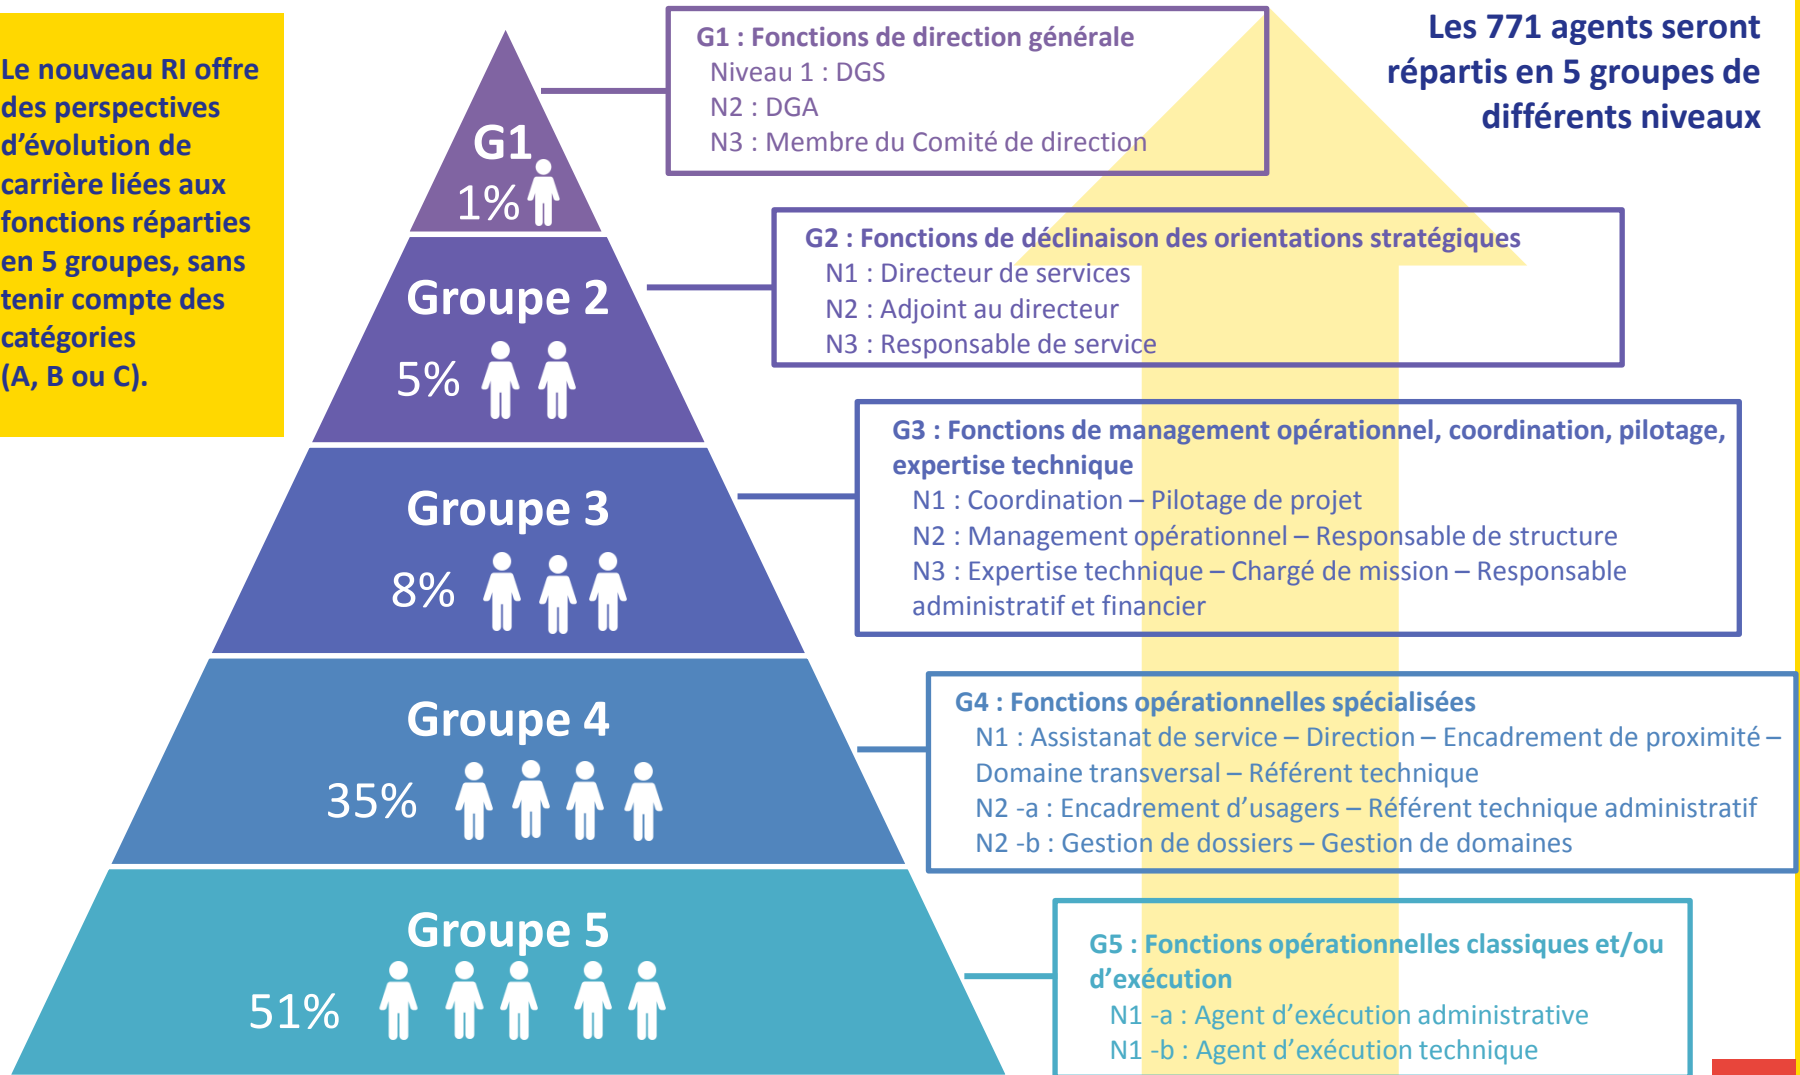 Le nouveau RI offre
des perspectives
d'évolution de
carrière liées aux
fonctions réparties
en 5 groupes, sans
tenir compte des
catégories
(A, B ou C).
Les 771 agents seront
répartis en 5 groupes de
différents niveaux
G1
1%
G1 : Fonctions de direction générale
Niveau 1 : DGS
N2 : DGA
N3 : Membre du Comité de direction
Groupe 2
5%
G2 : Fonctions de déclinaison des orientations stratégiques
N1 : Directeur de services
N2 : Adjoint au directeur
N3 : Responsable de service
Groupe 3
8%
G3 : Fonctions de management opérationnel, coordination, pilotage,
expertise technique
N1 : Coordination – Pilotage de projet
N2 : Management opérationnel – Responsable de structure
N3 : Expertise technique – Chargé de mission – Responsable
administratif et financier
Groupe 4
35%
G4 : Fonctions opérationnelles spécialisées
N1 : Assistanat de service – Direction – Encadrement de proximité –
Domaine transversal – Référent technique
N2 -a : Encadrement d'usagers – Référent technique administratif
N2 -b : Gestion de dossiers – Gestion de domaines
Groupe 5
51%
G5 : Fonctions opérationnelles classiques et/ou
d'exécution
N1 -a : Agent d'exécution administrative
N1 -b : Agent d'exécution technique